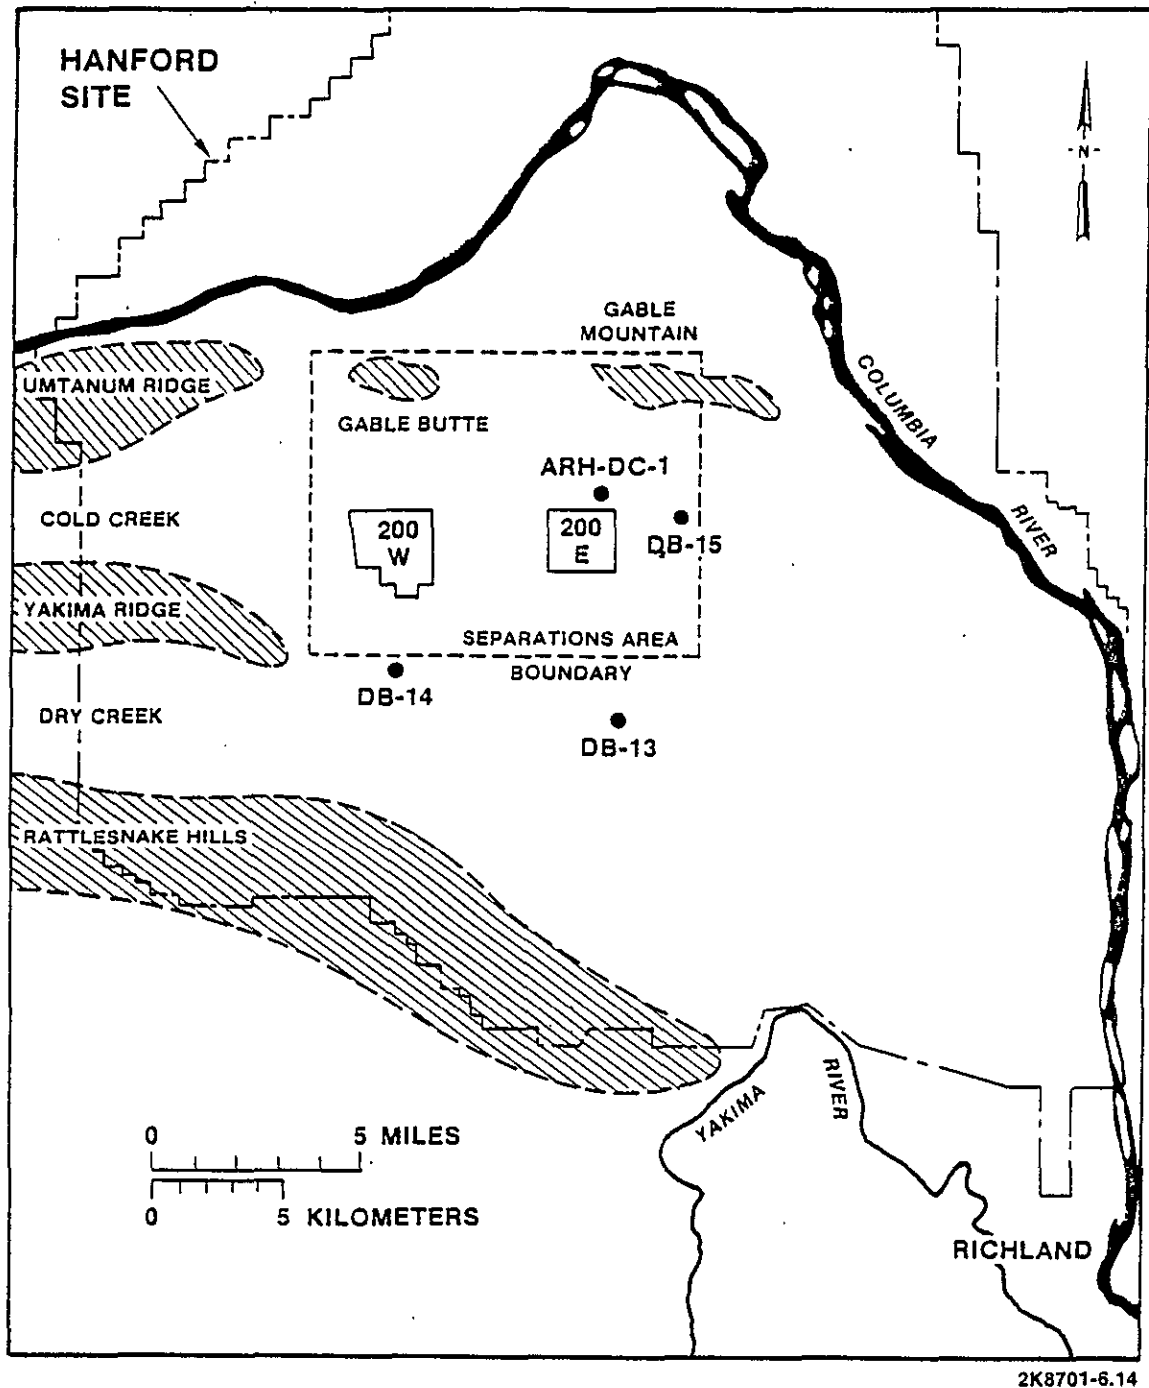 HANFORD
SITE
N
GABLE
MOUNTAIN
UMTANUM RIDGE
GABLE BUTTE
COLUMBIA
RIVER
ARH-DC-1
COLD CREEK
200
W
200
E
DB-15
YAKIMA RIDGE
SEPARATIONS AREA
BOUNDARY
DB-14
DRY CREEK
DB-13
RATTLESNAKE HILLS
YAKIMA
RIVER
0 5 MILES
0 5 KILOMETERS
RICHLAND
2K8701-6.14